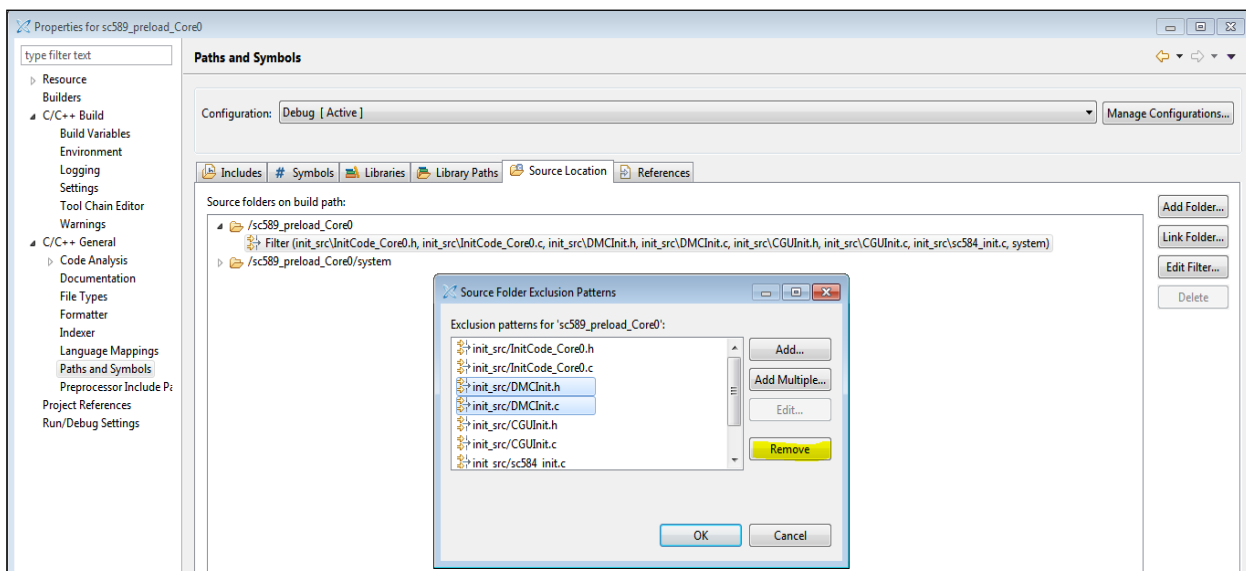 Properties for sc589_preload_Core0
type filter text
Resource
Builders
C/C++ Build
Build Variables
Environment
Logging
Settings
Tool Chain Editor
Warnings
C/C++ General
Code Analysis
Documentation
File Types
Formatter
Indexer
Language Mappings
Paths and Symbols
Preprocessor Include Pa
Project References
Run/Debug Settings
Paths and Symbols
Configuration: Debug [ Active ] Manage Configurations...
Includes # Symbols Libraries Library Paths Source Location References
Source folders on build path:
/sc589_preload_Core0
Filter (init_src\InitCode_Core0.h, init_src\InitCode_Core0.c, init_src\DMCInit.h, init_src\DMCInit.c, init_src\CGUInit.h, init_src\CGUInit.c, init_src\sc584_init.c, system)
/sc589_preload_Core0/system
Add Folder...
Link Folder...
Edit Filter...
Delete
Source Folder Exclusion Patterns
Exclusion patterns for 'sc589_preload_Core0':
init_src/InitCode_Core0.h
init_src/InitCode_Core0.c
init_src/DMCInit.h
init_src/DMCInit.c
init_src/CGUInit.h
init_src/CGUInit.c
init_src/sc584_init.c
Add...
Add Multiple...
Edit...
Remove
OK Cancel